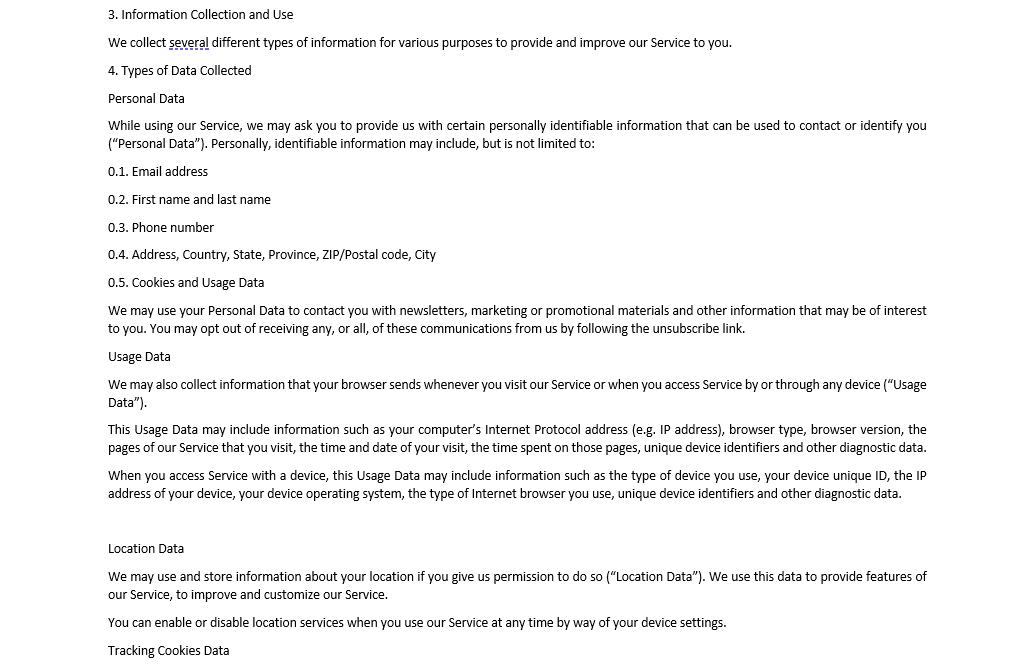 3. Information Collection and Use
We collect several different types of information for various purposes to provide and improve our Service to you.
4. Types of Data Collected
Personal Data
While using our Service, we may ask you to provide us with certain personally identifiable information that can be used to contact or identify you
(“Personal Data”). Personally, identifiable information may include, but is not limited to:
0.1. Email address
0.2. First name and last name
0.3. Phone number
0.4. Address, Country, State, Province, ZIP/Postal code, City
0.5. Cookies and Usage Data
We may use your Personal Data to contact you with newsletters, marketing or promotional materials and other information that may be of interest
to you. You may opt out of receiving any, or all, of these communications from us by following the unsubscribe link.
Usage Data
We may also collect information that your browser sends whenever you visit our Service or when you access Service by or through any device (“Usage
Data”).
This Usage Data may include information such as your computer’s Internet Protocol address (e.g. IP address), browser type, browser version, the
pages of our Service that you visit, the time and date of your visit, the time spent on those pages, unique device identifiers and other diagnostic data.
When you access Service with a device, this Usage Data may include information such as the type of device you use, your device unique ID, the IP
address of your device, your device operating system, the type of Internet browser you use, unique device identifiers and other diagnostic data.
Location Data
We may use and store information about your location if you give us permission to do so (“Location Data”). We use this data to provide features of
our Service, to improve and customize our Service.
You can enable or disable location services when you use our Service at any time by way of your device settings.
Tracking Cookies Data